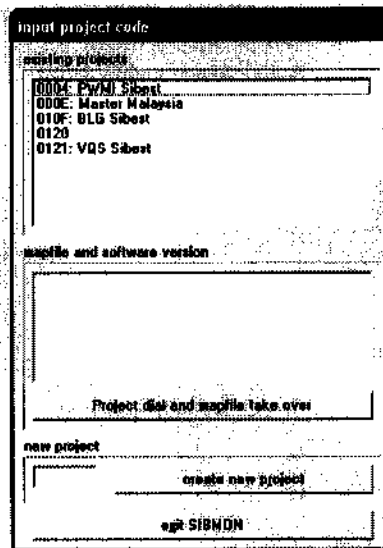 input project code
existing projects
0004: PWMI Sibest
000E: Master Malaysia
010F: BLG Sibest
0120
0121: VQS Sibest
mapfile and software version
Project dial and mapfile take over
new project
create new project
exit SIBMON